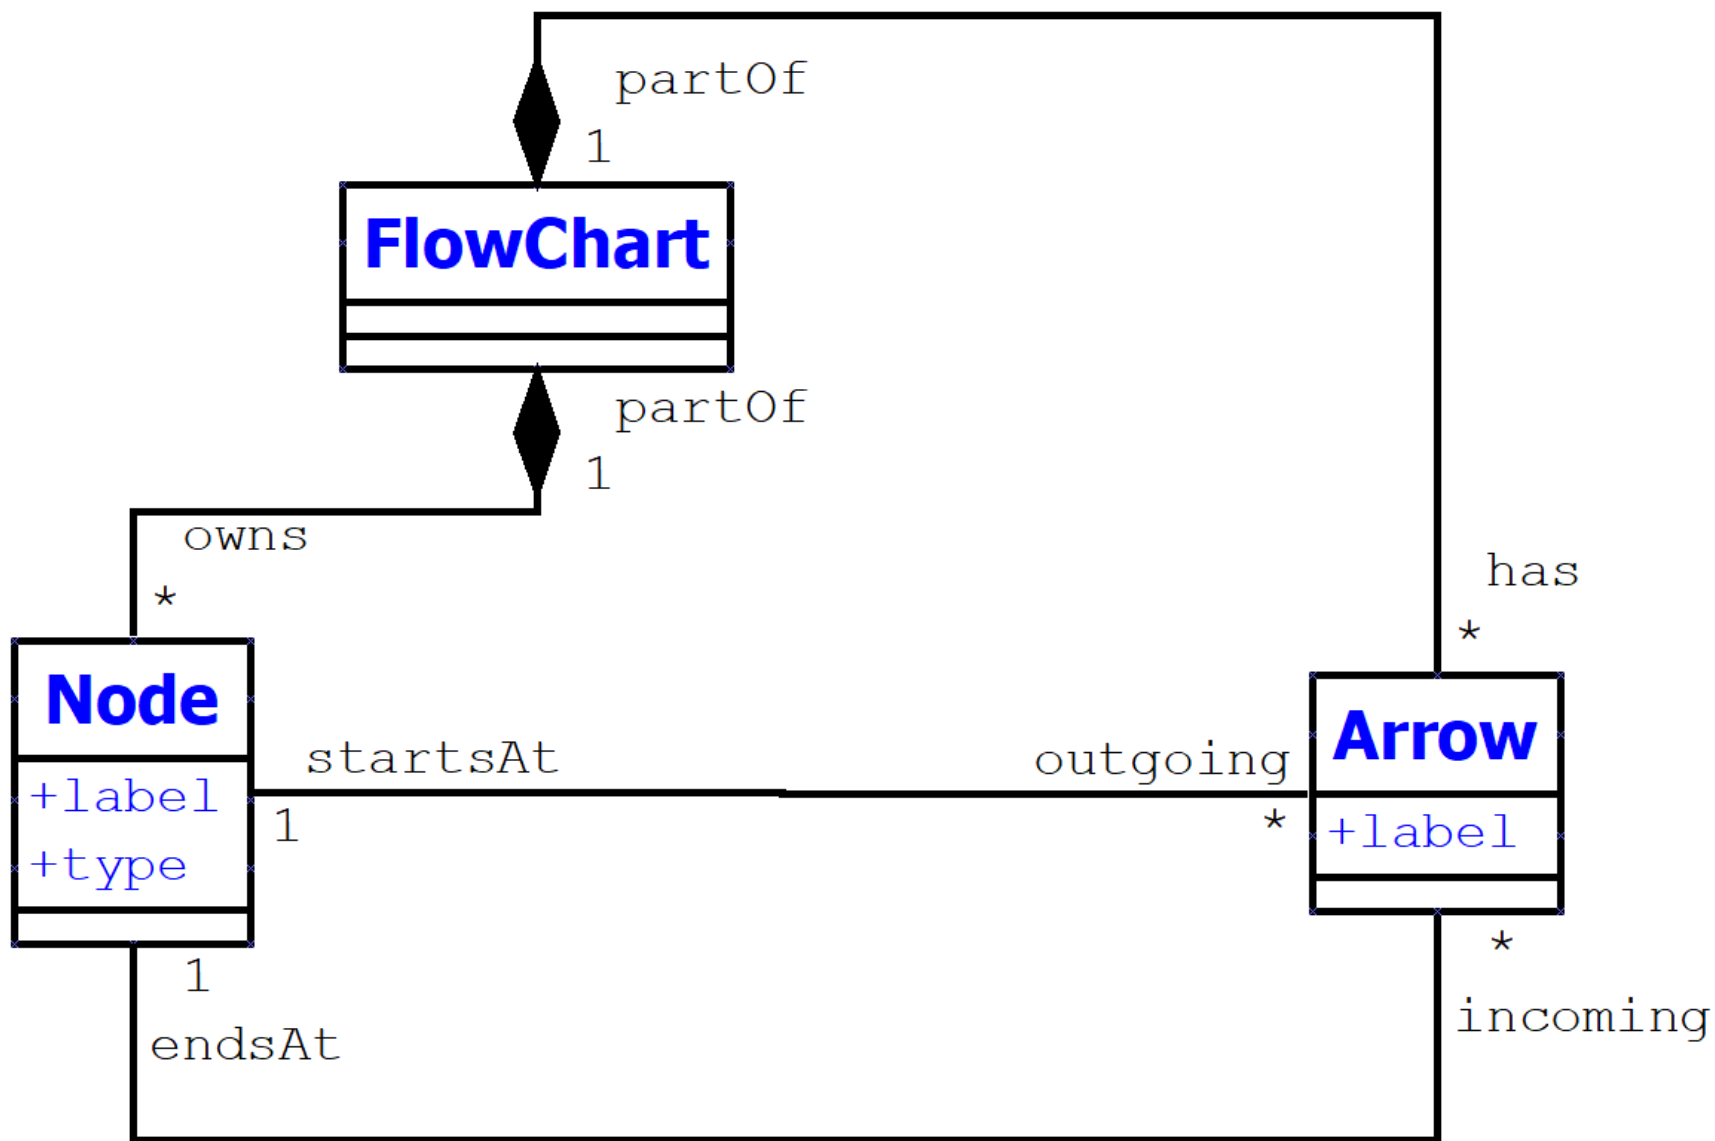 partOf
1
FlowChart
partOf
1
owns
*
has
*
Node
+label
+type
startsAt
1
outgoing
*
Arrow
+label
1
endsAt
*
incoming